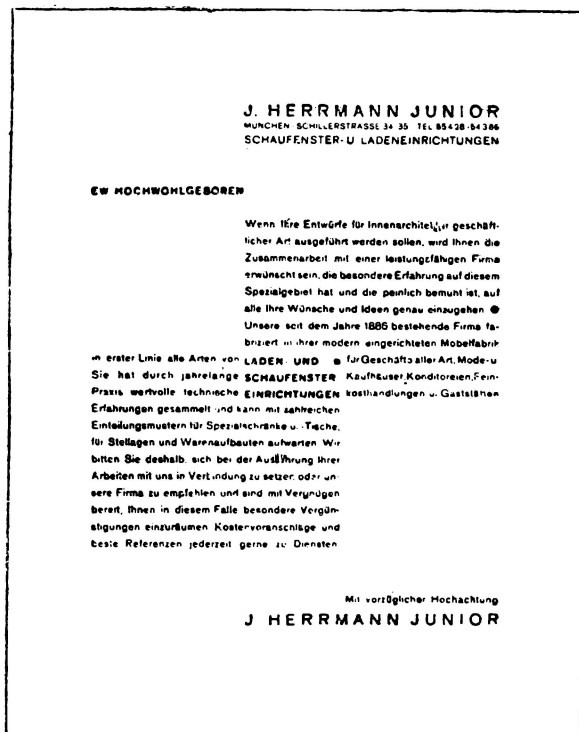 J. HERRMANN JUNIOR
MÜNCHEN SCHILLERSTRASSE 34 35 TEL 85428-54386
SCHAUFENSTER- U LADENEINRICHTUNGEN
EW HOCHWOHLGEBOREN
Wenn Ihre Entwürfe für Innenarchitektur geschäft-
licher Art ausgeführt werden sollen, wird Ihnen die
Zusammenarbeit mit einer leistungsfähigen Firma
erwünscht sein, die besondere Erfahrung auf diesem
Spezialgebiet hat und die peinlich bemüht ist, auf
alle Ihre Wünsche und Ideen genau einzugehen ●
Unsere seit dem Jahre 1886 bestehende Firma fa-
briziert in ihrer modern eingerichteten Möbelfabrik
in erster Linie alle Arten von LADEN- UND ● für Geschäfte aller Art, Mode- u
Sie hat durch jahrelange SCHAUFENSTER Kaufhäuser, Konditoreien, Fein-
Praxis wertvolle technische EINRICHTUNGEN kosthandlungen u. Gaststätten
Erfahrungen gesammelt und kann mit zahlreichen
Einteilungsmustern für Spezialschränke u. -Tische,
für Stellagen und Warenaufbauten aufwarten Wir
bitten Sie deshalb, sich bei der Ausführung Ihrer
Arbeiten mit uns in Verbindung zu setzen oder un-
sere Firma zu empfehlen und sind mit Vergnügen
bereit, Ihnen in diesem Falle besondere Vergün-
stigungen einzuräumen Kostenvoranschläge und
beste Referenzen jederzeit gerne zu Diensten
Mit vorzüglicher Hochachtung
J HERRMANN JUNIOR